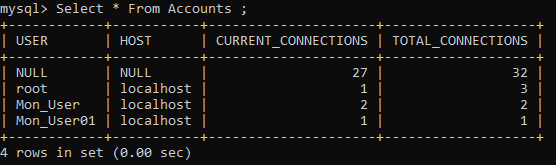 mysql> Select * From Accounts ;
+------------+-----------+---------------------+-------------------+
| USER       | HOST      | CURRENT_CONNECTIONS | TOTAL_CONNECTIONS |
+------------+-----------+---------------------+-------------------+
| NULL       | NULL      |                  27 |                32 |
| root       | localhost |                   1 |                 3 |
| Mon_User   | localhost |                   2 |                 2 |
| Mon_User01 | localhost |                   1 |                 1 |
+------------+-----------+---------------------+-------------------+
4 rows in set (0.00 sec)